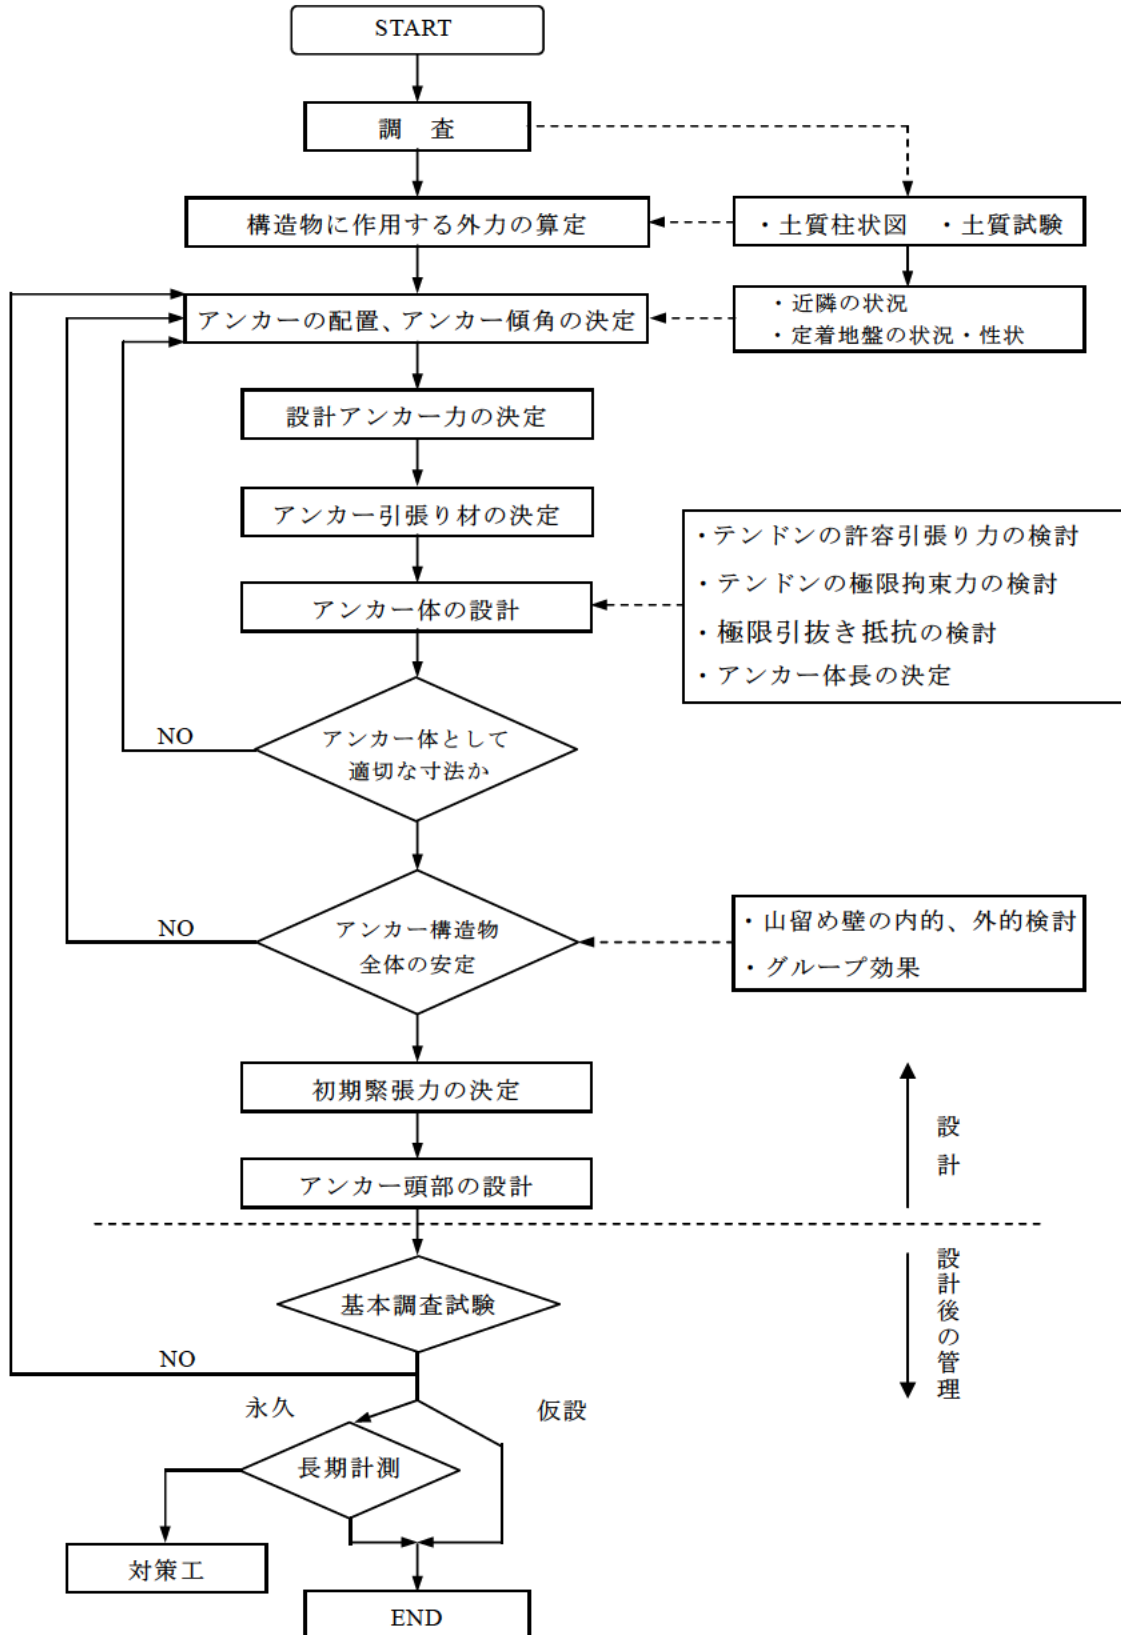 START
調　査
構造物に作用する外力の算定
・土質柱状図　・土質試験
アンカーの配置、アンカー傾角の決定
・近隣の状況
・定着地盤の状況・性状
設計アンカー力の決定
アンカー引張り材の決定
アンカー体の設計
・テンドンの許容引張り力の検討
・テンドンの極限拘束力の検討
・極限引抜き抵抗の検討
・アンカー体長の決定
NO
アンカー体として
適切な寸法か
NO
アンカー構造物
全体の安定
・山留め壁の内的、外的検討
・グループ効果
初期緊張力の決定
アンカー頭部の設計
設計
設計後の管理
基本調査試験
NO
永久
仮設
長期計測
対策工
END